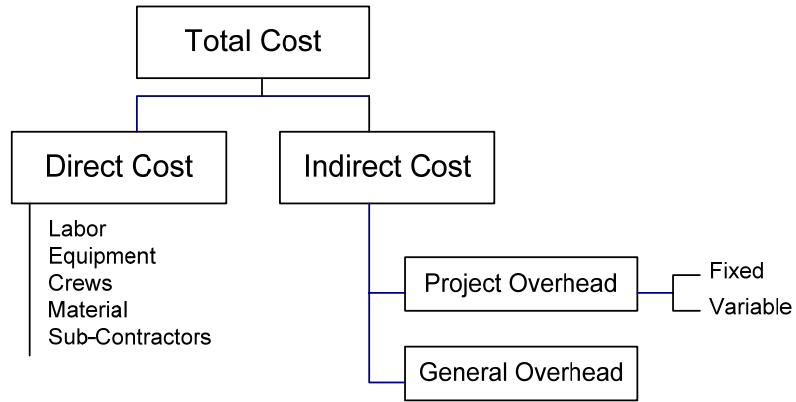 Total Cost
Direct Cost
Indirect Cost
Labor
Equipment
Crews
Material
Sub-Contractors
Project Overhead
Fixed
Variable
General Overhead